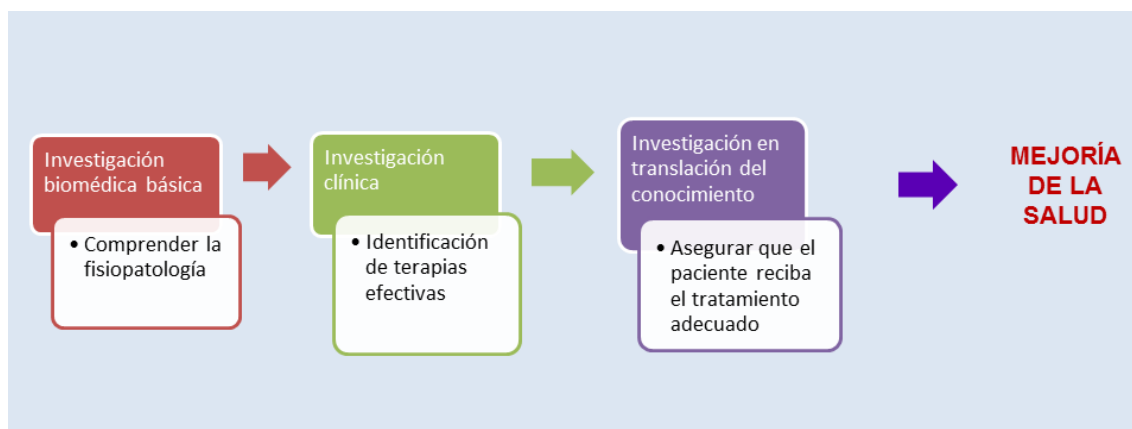 Investigación
biomédica básica
• Comprender la
fisiopatología
Investigación
clínica
• Identificación
de terapias
efectivas
Investigación en
translación del
conocimiento
• Asegurar que el
paciente reciba
el tratamiento
adecuado
MEJORÍA
DE LA
SALUD